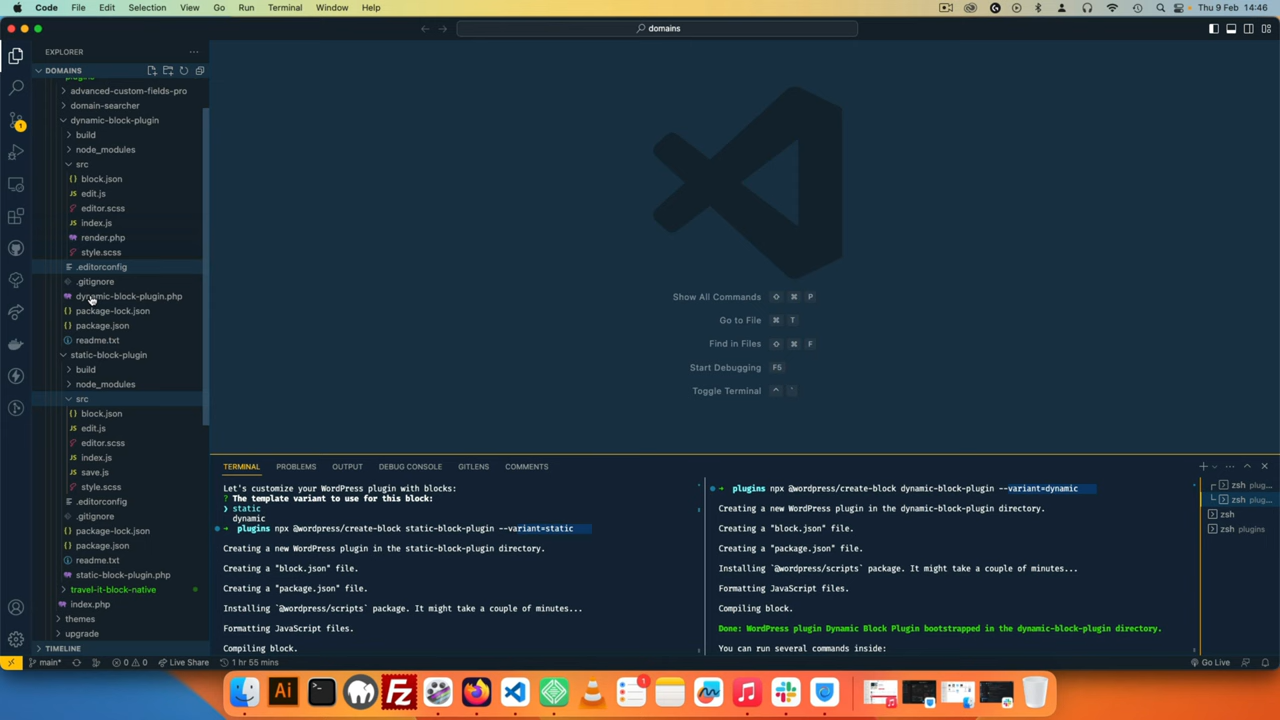 Code File Edit Selection View Go Run Terminal Window Help
Thu 9 Feb 14:46
domains
EXPLORER
DOMAINS
plugins
advanced-custom-fields-pro
domain-searcher
dynamic-block-plugin
build
node_modules
src
block.json
edit.js
editor.scss
index.js
render.php
style.scss
.editorconfig
.gitignore
dynamic-block-plugin.php
package-lock.json
package.json
readme.txt
static-block-plugin
build
node_modules
src
block.json
edit.js
editor.scss
index.js
save.js
style.scss
.editorconfig
.gitignore
package-lock.json
package.json
readme.txt
static-block-plugin.php
travel-it-block-native
index.php
themes
upgrade
TIMELINE
Show All Commands ⇧ ⌘ P
Go to File ⌘ T
Find in Files ⇧ ⌘ F
Start Debugging F5
Toggle Terminal ^ `
TERMINAL PROBLEMS OUTPUT DEBUG CONSOLE GITLENS COMMENTS
Let's customize your WordPress plugin with blocks:
? The template variant to use for this block:
❯ static
dynamic
→ plugins npx @wordpress/create-block static-block-plugin --variant=static
Creating a new WordPress plugin in the static-block-plugin directory.
Creating a "block.json" file.
Creating a "package.json" file.
Installing `@wordpress/scripts` package. It might take a couple of minutes...
Formatting JavaScript files.
Compiling block.
→ plugins npx @wordpress/create-block dynamic-block-plugin --variant=dynamic
Creating a new WordPress plugin in the dynamic-block-plugin directory.
Creating a "block.json" file.
Creating a "package.json" file.
Installing `@wordpress/scripts` package. It might take a couple of minutes...
Formatting JavaScript files.
Compiling block.
Done: WordPress plugin Dynamic Block Plugin bootstrapped in the dynamic-block-plugin directory.
You can run several commands inside:
zsh plug...
zsh plug...
zsh
zsh plugins
main* 0 0 Live Share 1 hr 55 mins
Go Live
Ai
FZ
1